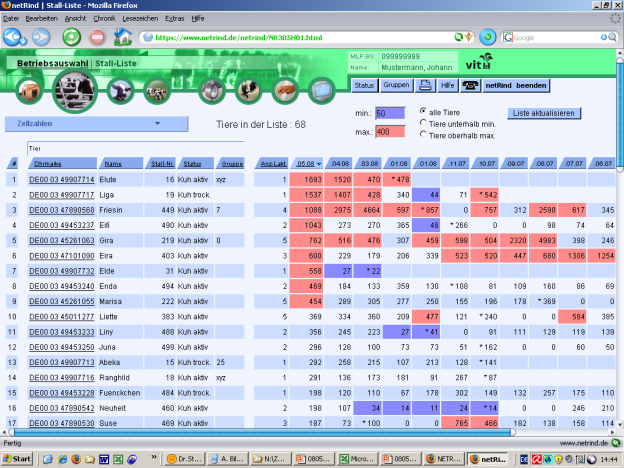 netRind | Stall-Liste - Mozilla Firefox
Datei Bearbeiten Ansicht Chronik Lesezeichen Extras Hilfe
https://www.netrind.de/netrind/NR305H01.html Google
Betriebsauswahl | Stall-Liste
MLP-BS: 099999999
Name: Mustermann, Johann
vit
Status Gruppen Hilfe netRind beenden
Zellzahlen
Tiere in der Liste : 68
min.: 50
max.: 400
alle Tiere
Tiere unterhalb min.
Tiere oberhalb max.
Liste aktualisieren
Tier
# Ohrmarke Name Stall-Nr. Status Gruppe Anz-Lakt. .05.08 .04.08 .03.08 .01.08 .01.08 .11.07 .10.07 .09.07 .08.07 .07.07 .06.07
1 DE00 03 49907714 Elute 16 Kuh aktiv xyz 1 1693 1520 470 *478
2 DE00 03 49907717 Liga 19 Kuh trock. 1 1537 1407 428 340 44 71 *542
3 DE00 03 47890568 Friesin 449 Kuh aktiv 7 4 1088 2975 4664 597 *857 0 757 312 2598 617 345
4 DE00 03 49453237 Eifi 490 Kuh aktiv 2 1043 273 270 365 46 *266 0 0 98 74 64
5 DE00 03 45261063 Gira 219 Kuh aktiv 0 5 762 516 476 307 459 598 504 2320 4983 398 246
6 DE00 03 47101090 Eira 403 Kuh aktiv 3 600 229 179 206 339 523 520 447 680 1306 1254
7 DE00 03 49907732 Elde 31 Kuh aktiv 1 558 27 *22
8 DE00 03 49453240 Enda 494 Kuh aktiv 2 469 184 133 359 130 *108 81 109 160 86 69
9 DE00 03 45261055 Marisa 222 Kuh aktiv 5 454 289 305 277 250 155 196 178 *369 0 0
10 DE00 03 45011277 Liette 383 Kuh aktiv 5 369 334 360 209 477 121 *240 0 0 584 385
11 DE00 03 49453233 Liny 488 Kuh aktiv 2 356 245 223 27 *41 0 91 111 129 119 139
12 DE00 03 49453250 Juna 499 Kuh aktiv 2 296 128 100 73 73 51 *162 0 0 60 50
13 DE00 03 49907713 Abeka 15 Kuh trock. 25 1 292 258 215 107 213 128 *141
14 DE00 03 49907716 Ranghild 18 Kuh aktiv xyz 1 291 136 173 181 91 267 *87
15 DE00 03 49453228 Fuenckchen 484 Kuh trock. 1 198 120 110 67 178 302 149 132 257 175 110
16 DE00 03 47890542 Neuheit 460 Kuh aktiv 2 198 107 34 14 11 24 *14 0 0 246 210
17 DE00 03 47890530 Suse 469 Kuh aktiv 3 187 73 *100 0 0 765 466 182 138 158 114
Fertig www.netrind.de
Start Dr.St... A. Bil... N:\Z... 0805... Micro... 0805... NETR... netRi... DE 14:44